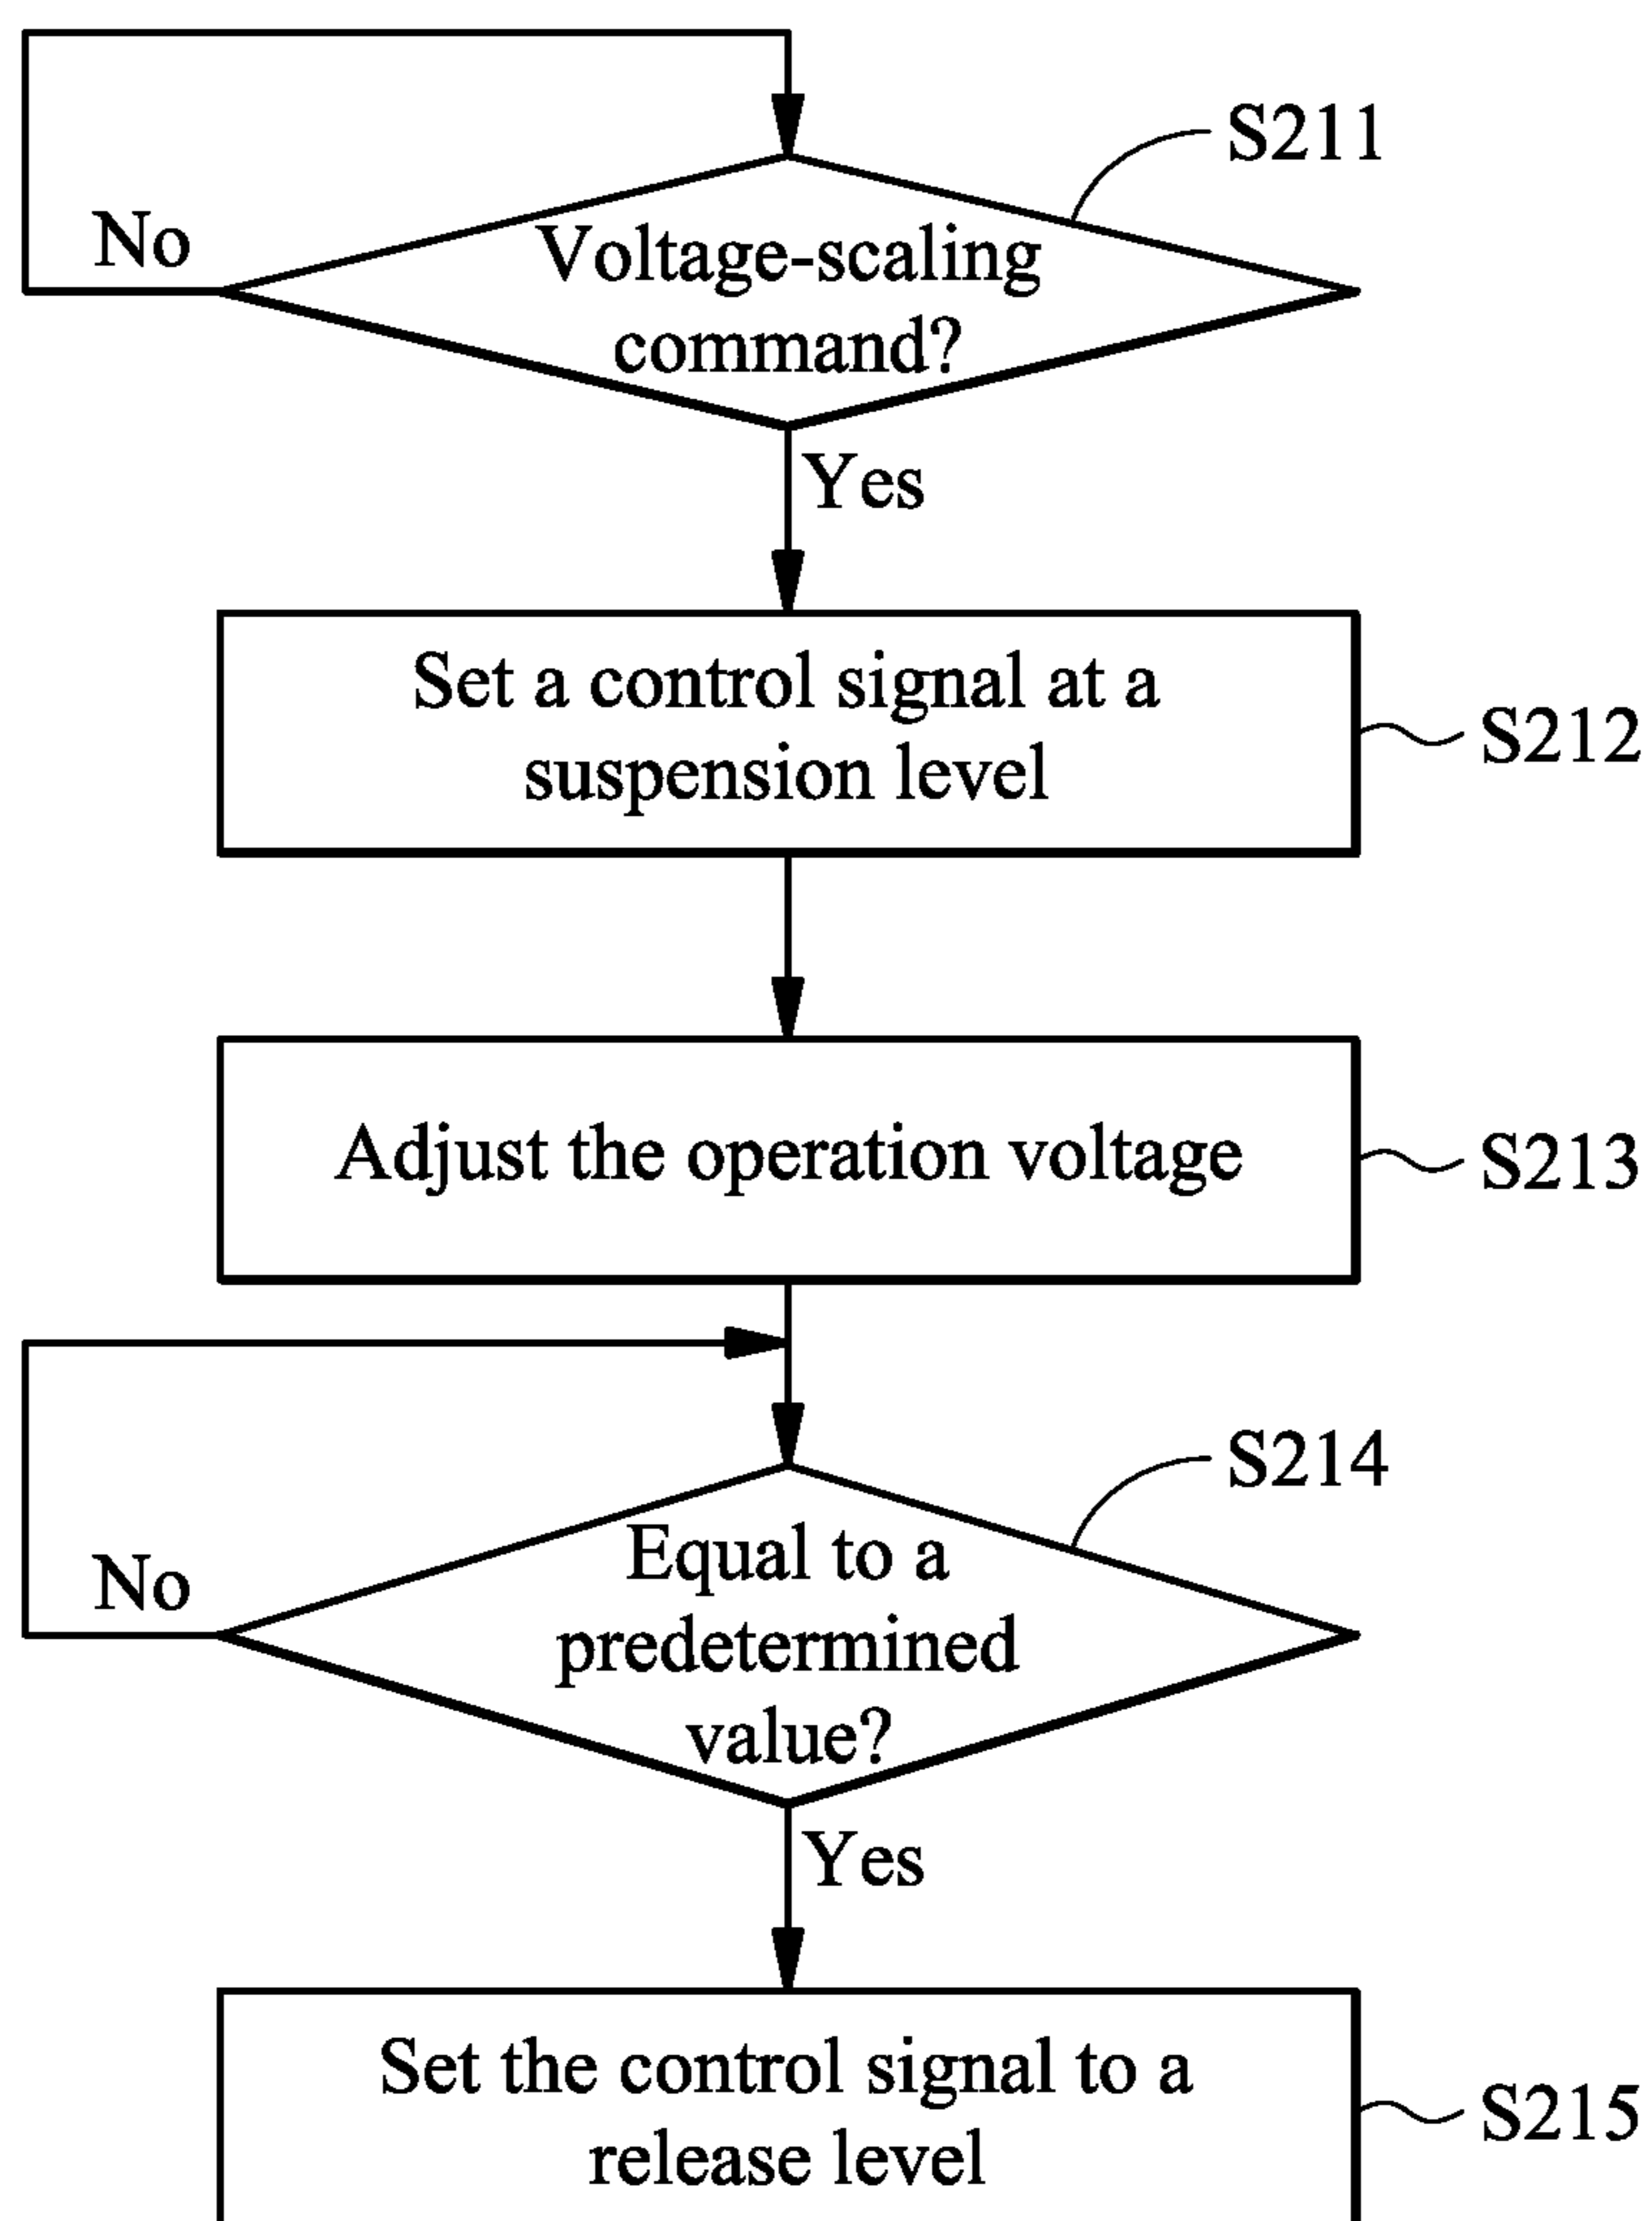 S211
No
Voltage-scaling
command?
Yes
Set a control signal at a
suspension level
S212
Adjust the operation voltage
S213
S214
No
Equal to a
predetermined
value?
Yes
Set the control signal to a
release level
S215